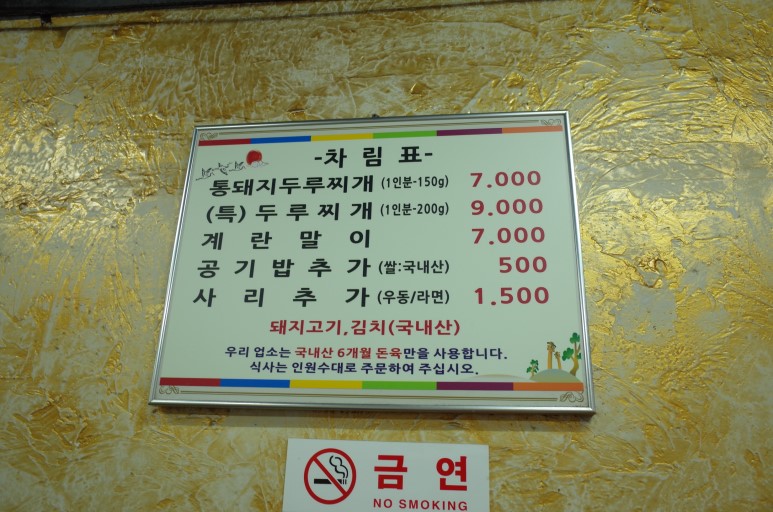 -차림표-
통돼지두루찌개 (1인분-150g) 7.000
(특) 두루찌개 (1인분-200g) 9.000
계란말이 7.000
공기밥추가 (쌀:국내산) 500
사리추가 (우동/라면) 1.500
돼지고기,김치(국내산)
우리 업소는 국내산 6개월 돈육만을 사용합니다.
식사는 인원수대로 주문하여 주십시오.
금연
NO SMOKING